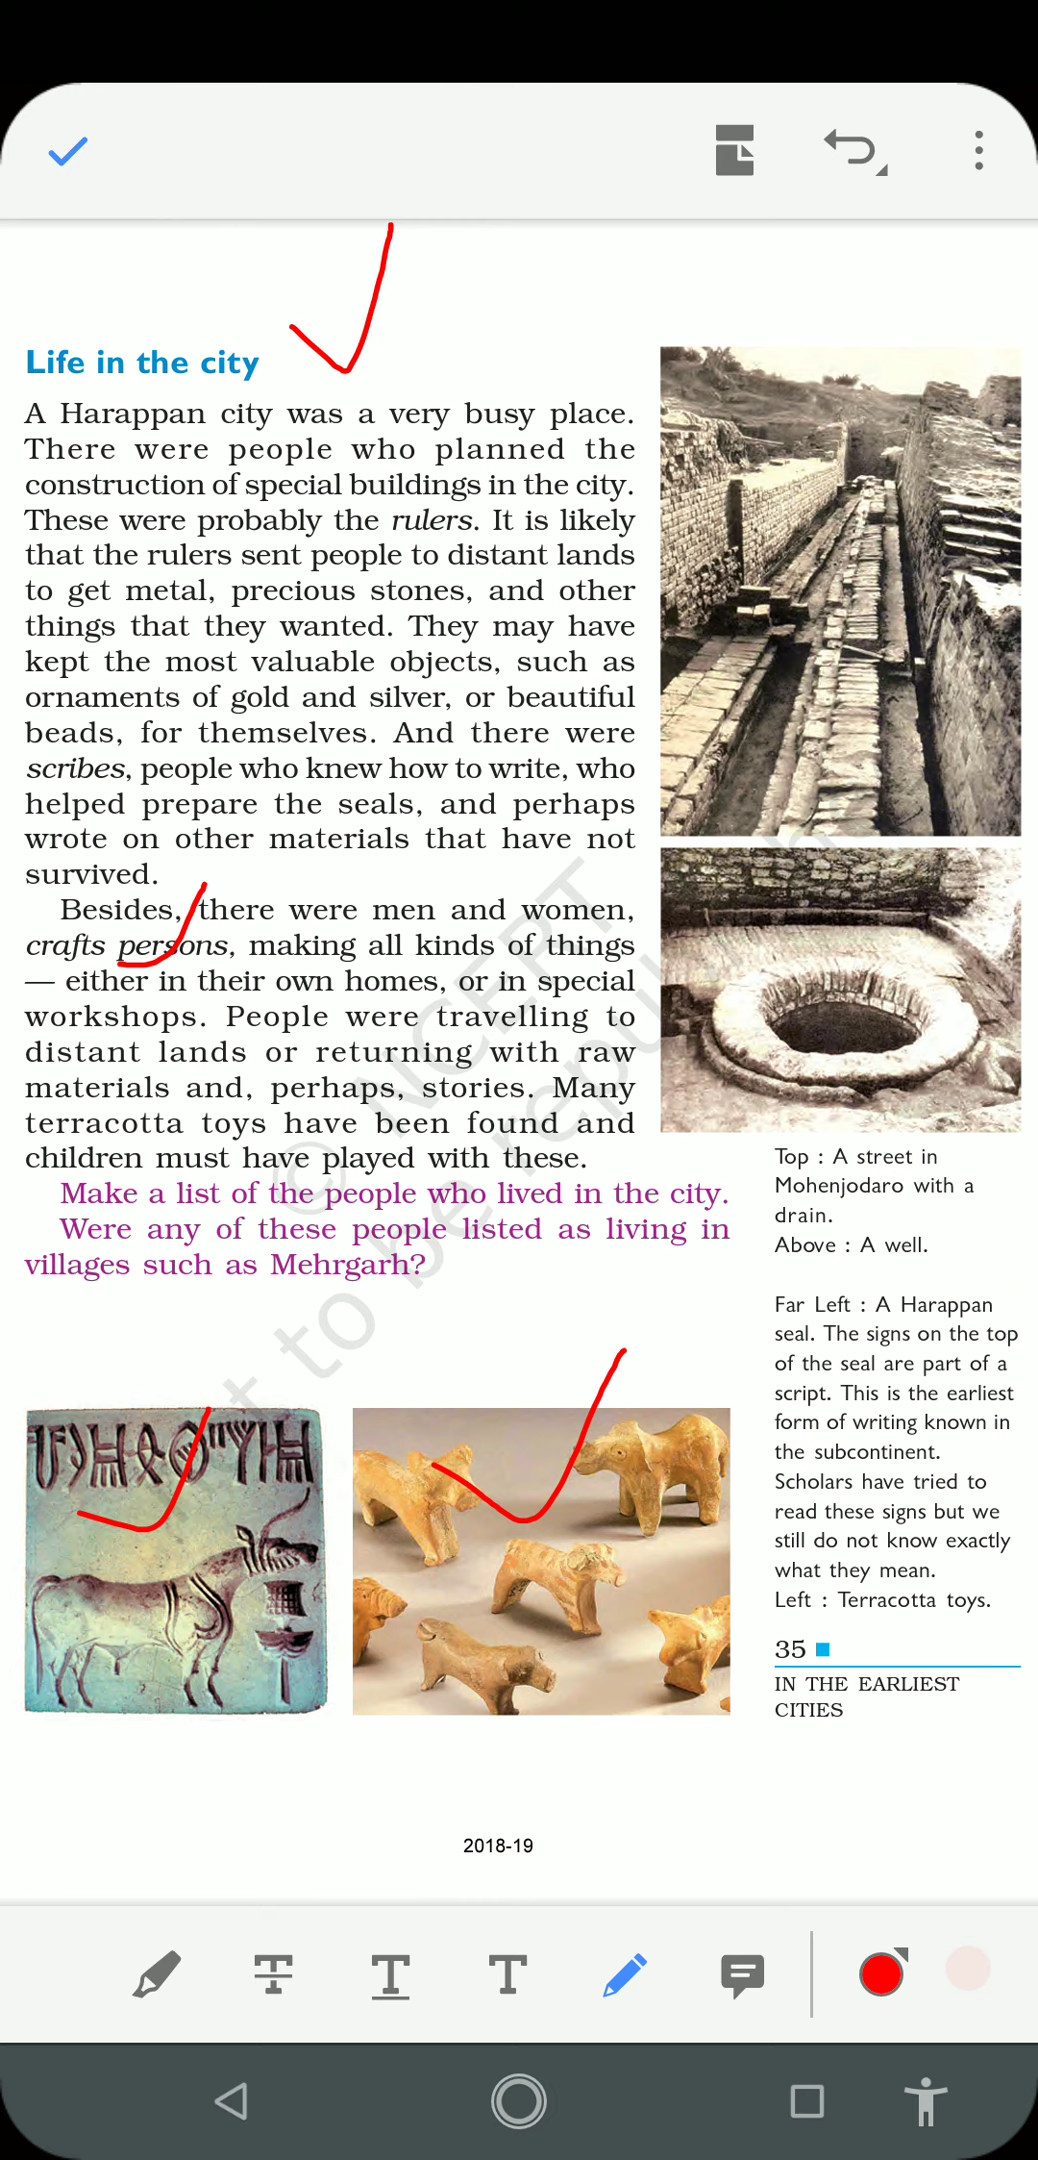 Life in the city
A Harappan city was a very busy place.
There were people who planned the
construction of special buildings in the city.
These were probably the rulers. It is likely
that the rulers sent people to distant lands
to get metal, precious stones, and other
things that they wanted. They may have
kept the most valuable objects, such as
ornaments of gold and silver, or beautiful
beads, for themselves. And there were
scribes, people who knew how to write, who
helped prepare the seals, and perhaps
wrote on other materials that have not
survived.
Besides, there were men and women,
crafts persons, making all kinds of things
— either in their own homes, or in special
workshops. People were travelling to
distant lands or returning with raw
materials and, perhaps, stories. Many
terracotta toys have been found and
children must have played with these.
Make a list of the people who lived in the city.
Were any of these people listed as living in
villages such as Mehrgarh?
Top : A street in
Mohenjodaro with a
drain.
Above : A well.
Far Left : A Harappan
seal. The signs on the top
of the seal are part of a
script. This is the earliest
form of writing known in
the subcontinent.
Scholars have tried to
read these signs but we
still do not know exactly
what they mean.
Left : Terracotta toys.
35
IN THE EARLIEST
CITIES
2018-19
© NCERT
to be repu